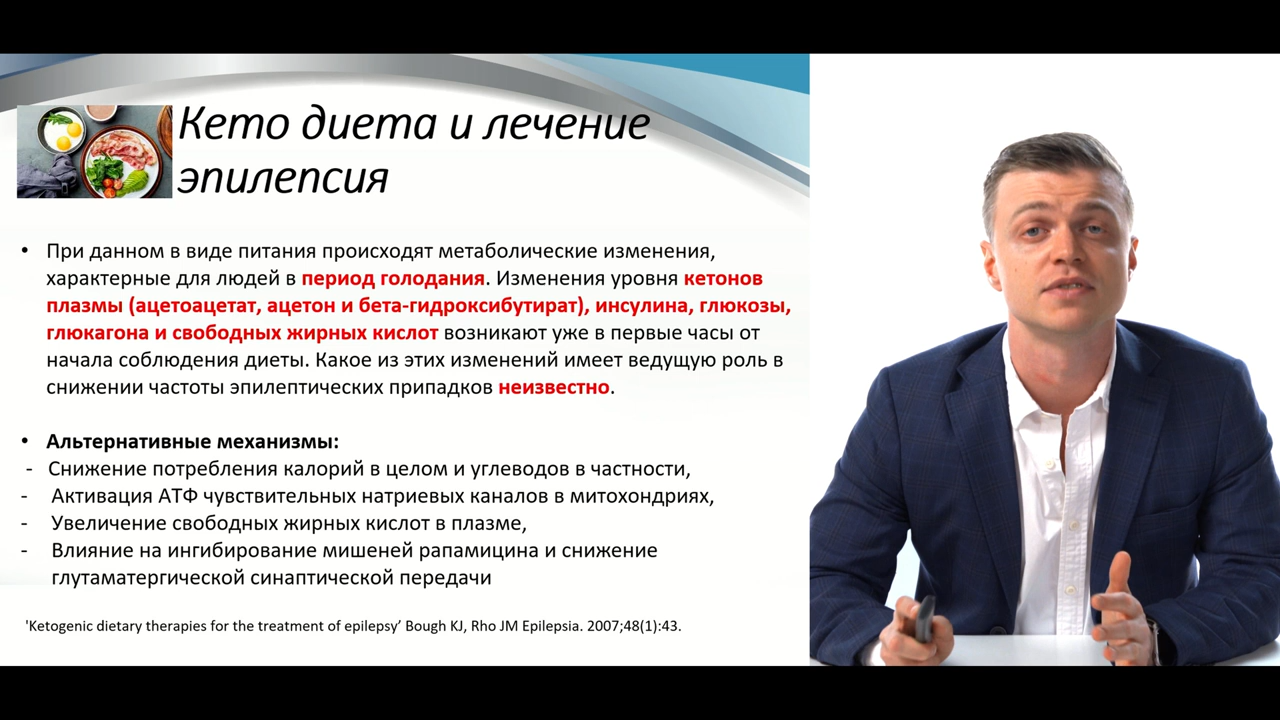 Кето диета и лечение
эпилепсия
• При данном в виде питания происходят метаболические изменения,
характерные для людей в период голодания. Изменения уровня кетонов
плазмы (ацетоацетат, ацетон и бета-гидроксибутират), инсулина, глюкозы,
глюкагона и свободных жирных кислот возникают уже в первые часы от
начала соблюдения диеты. Какое из этих изменений имеет ведущую роль в
снижении частоты эпилептических припадков неизвестно.
• Альтернативные механизмы:
- Снижение потребления калорий в целом и углеводов в частности,
- Активация АТФ чувствительных натриевых каналов в митохондриях,
- Увеличение свободных жирных кислот в плазме,
- Влияние на ингибирование мишеней рапамицина и снижение
глутаматергической синаптической передачи
'Ketogenic dietary therapies for the treatment of epilepsy’ Bough KJ, Rho JM Epilepsia. 2007;48(1):43.